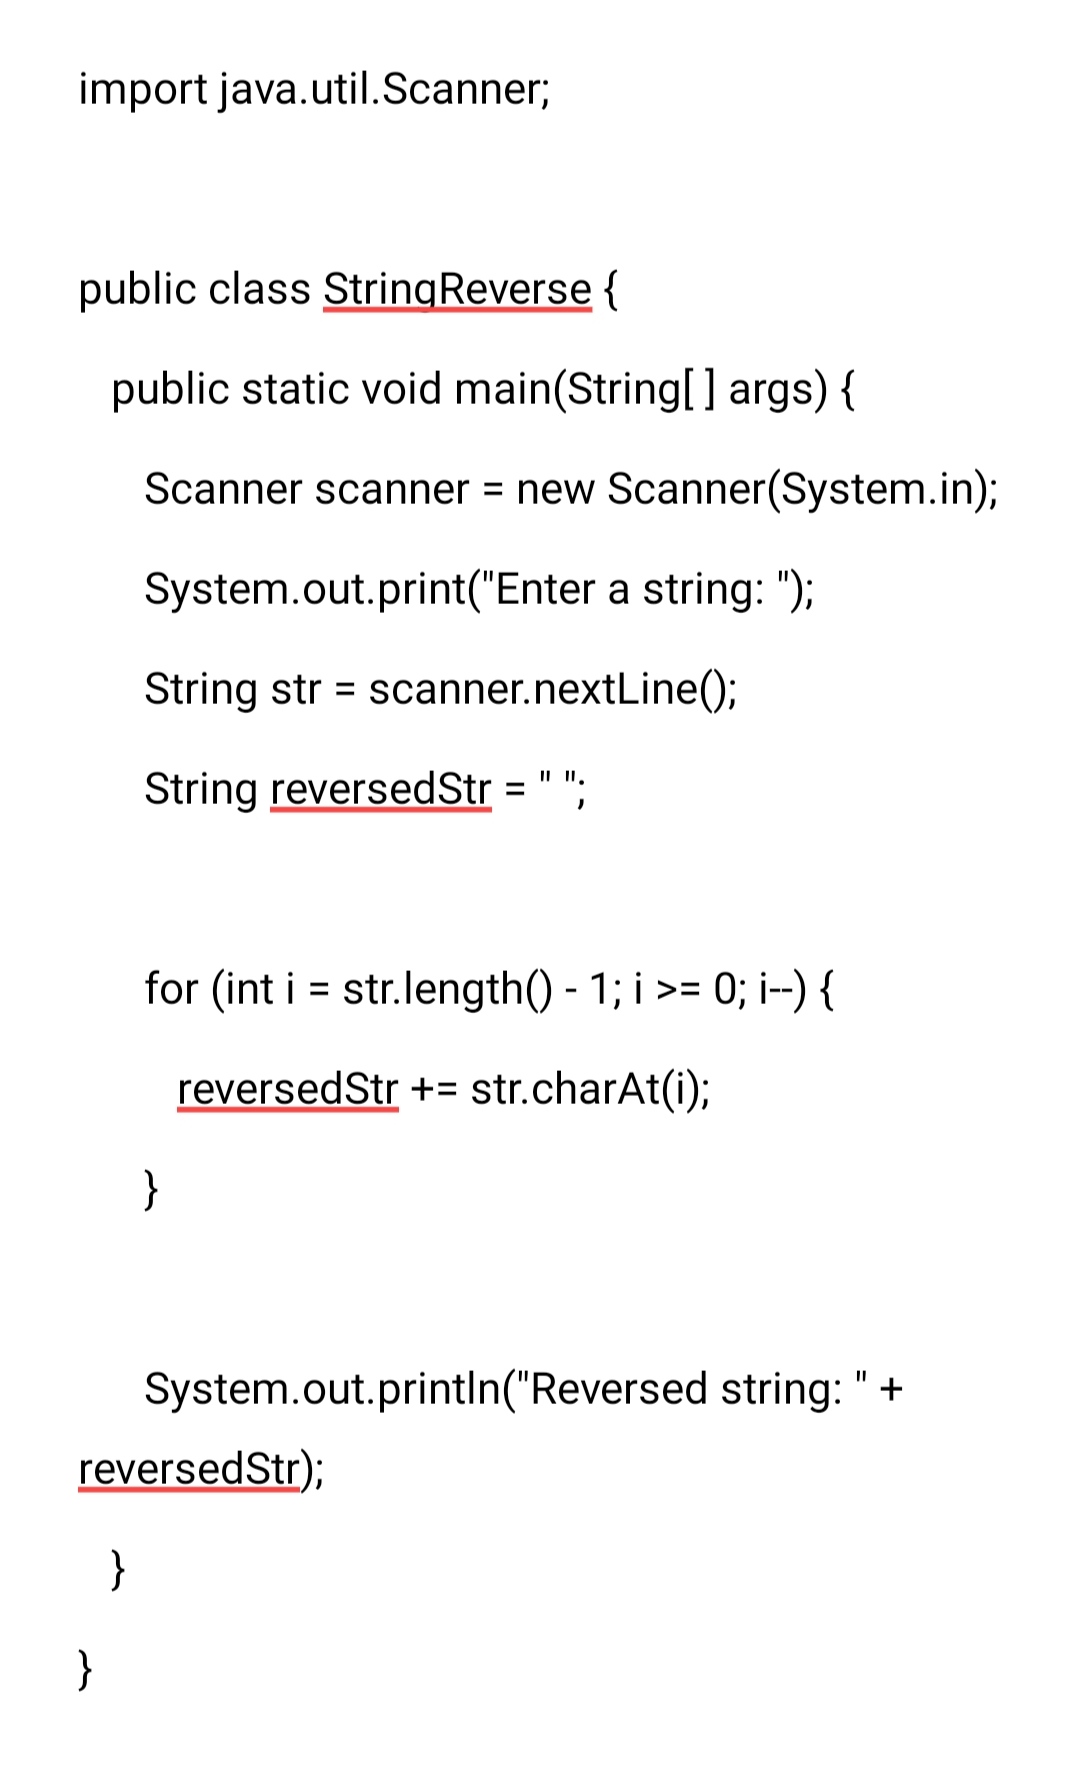 import java.util.Scanner;
public class StringReverse {
public static void main(String[ ] args) {
Scanner scanner = new Scanner(System.in);
System.out.print("Enter a string: ");
String str = scanner.nextLine();
String reversedStr = " ";
for (int i = str.length() - 1; i >= 0; i--) {
reversedStr += str.charAt(i);
}
System.out.println("Reversed string: " +
reversedStr);
}
}